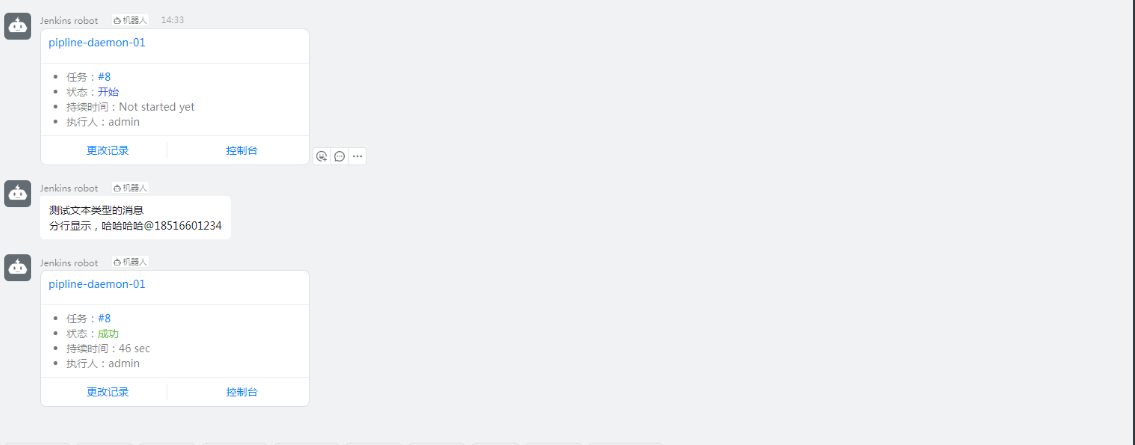 Jenkins robot 机器人 14:33
pipline-daemon-01
任务：#8
状态：开始
持续时间：Not started yet
执行人：admin
更改记录 控制台
Jenkins robot 机器人
测试文本类型的消息
分行显示，哈哈哈哈@18516601234
Jenkins robot 机器人
pipline-daemon-01
任务：#8
状态：成功
持续时间：46 sec
执行人：admin
更改记录 控制台